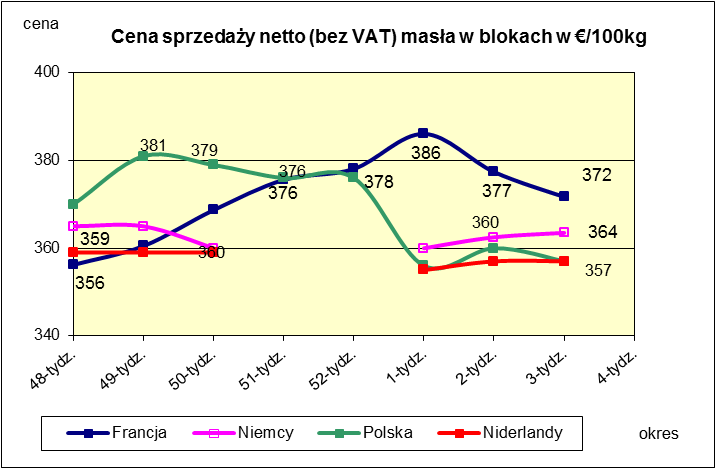 cena
Cena sprzedaży netto (bez VAT) masła w blokach w €/100kg
400
380
360
340
381
379
376
376
378
386
377
372
359
356
360
360
364
357
48-tydz.
49-tydz.
50-tydz.
51-tydz.
52-tydz.
1-tydz.
2-tydz.
3-tydz.
4-tydz.
Francja Niemcy Polska Niderlandy
okres